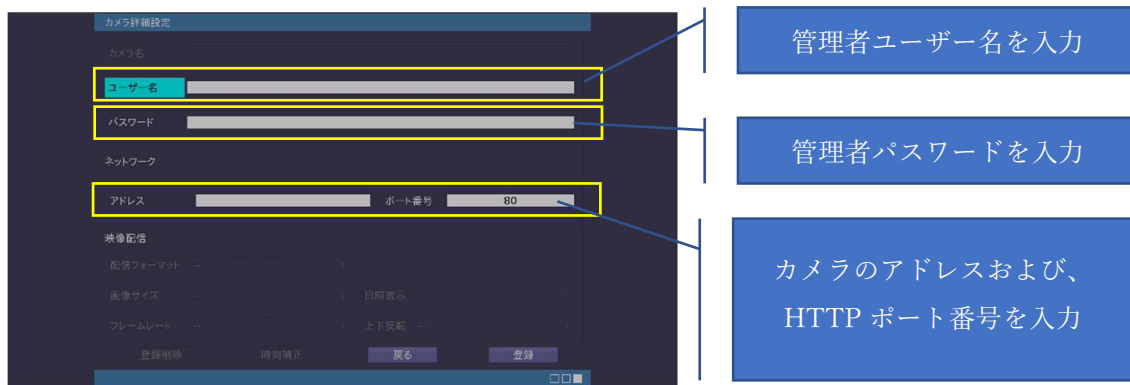 カメラ詳細設定
カメラ名
ユーザー名
パスワード
ネットワーク
アドレス ポート番号 80
映像配信
配信フォーマット --
画像サイズ -- 日時表示 --
フレームレート -- 上下反転 --
登録削除 時刻補正 戻る 登録
管理者ユーザー名を入力
管理者パスワードを入力
カメラのアドレスおよび、
HTTP ポート番号を入力